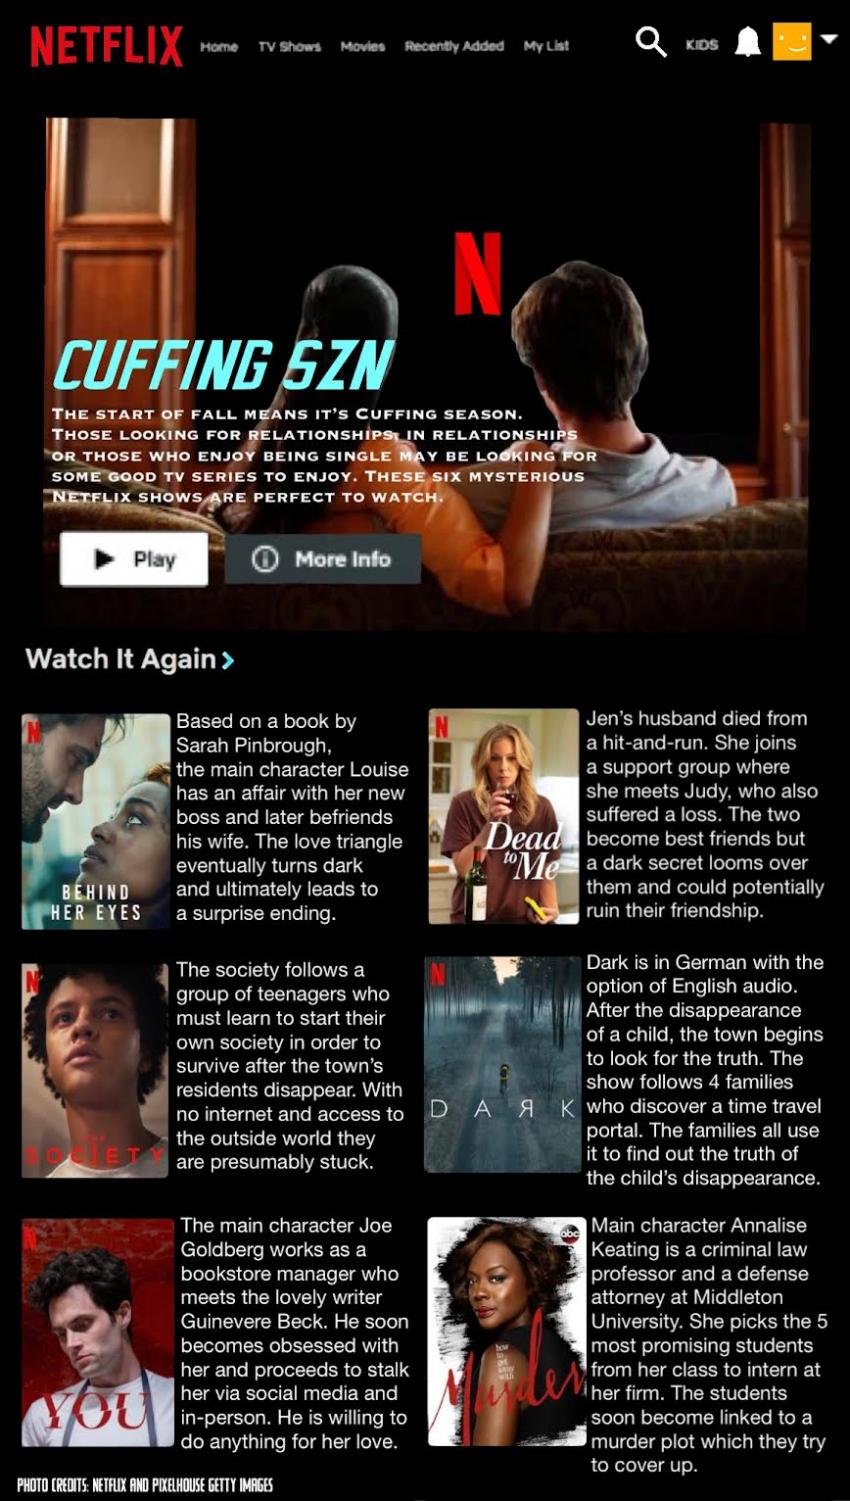 NETFLIX Home TV Shows Movies Recently Added My List KIDS
N
CUFFING SZN
THE START OF FALL MEANS IT'S CUFFING SEASON.
THOSE LOOKING FOR RELATIONSHIPS, IN RELATIONSHIPS
OR THOSE WHO ENJOY BEING SINGLE MAY BE LOOKING FOR
SOME GOOD TV SERIES TO ENJOY. THESE SIX MYSTERIOUS
NETFLIX SHOWS ARE PERFECT TO WATCH.
Play More Info
Watch It Again >
N
BEHIND
HER EYES
Based on a book by
Sarah Pinbrough,
the main character Louise
has an affair with her new
boss and later befriends
his wife. The love triangle
eventually turns dark
and ultimately leads to
a surprise ending.
N
Dead
to Me
Jen's husband died from
a hit-and-run. She joins
a support group where
she meets Judy, who also
suffered a loss. The two
become best friends but
a dark secret looms over
them and could potentially
ruin their friendship.
N
SOCIETY
The society follows a
group of teenagers who
must learn to start their
own society in order to
survive after the town's
residents disappear. With
no internet and access to
the outside world they
are presumably stuck.
N
DARK
Dark is in German with the
option of English audio.
After the disappearance
of a child, the town begins
to look for the truth. The
show follows 4 families
who discover a time travel
portal. The families all use
it to find out the truth of
the child's disappearance.
N
YOU
The main character Joe
Goldberg works as a
bookstore manager who
meets the lovely writer
Guinevere Beck. He soon
becomes obsessed with
her and proceeds to stalk
her via social media and
in-person. He is willing to
do anything for her love.
abc
how
to
get
away
with
Murder
Main character Annalise
Keating is a criminal law
professor and a defense
attorney at Middleton
University. She picks the 5
most promising students
from her class to intern at
her firm. The students
soon become linked to a
murder plot which they try
to cover up.
PHOTO CREDITS: NETFLIX AND PIXELHOUSE GETTY IMAGES